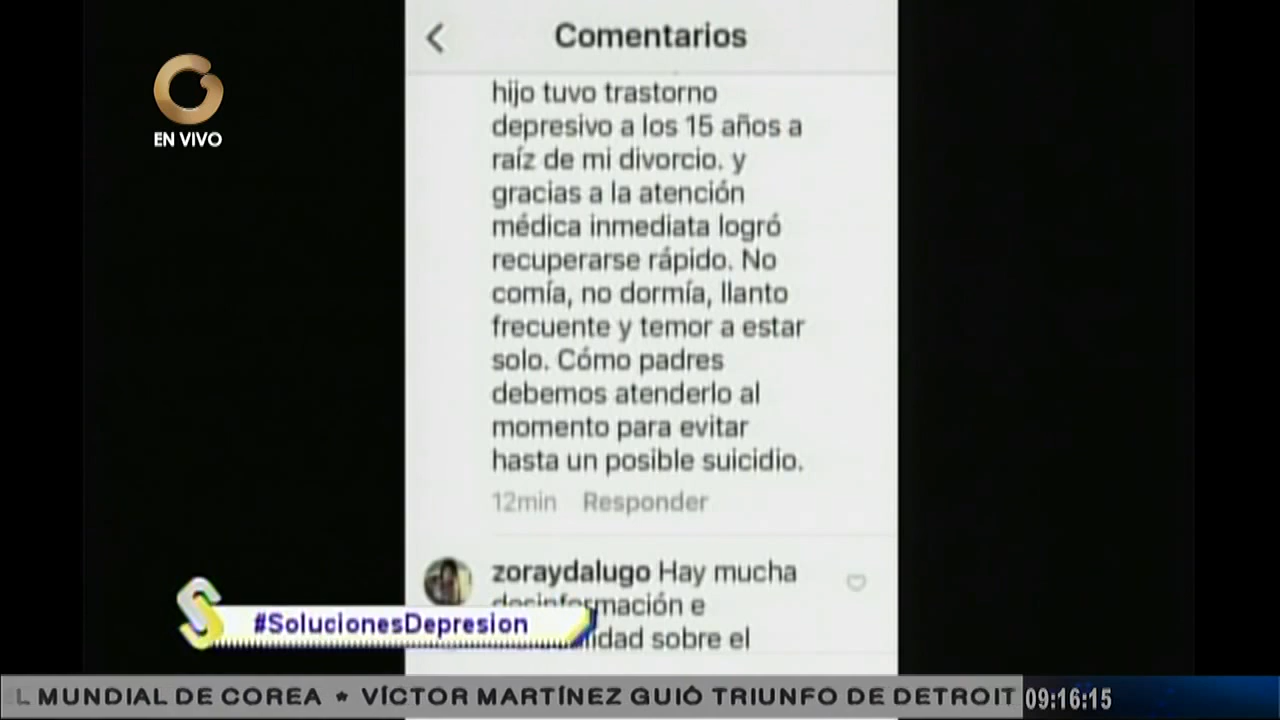 Comentarios
EN VIVO
hijo tuvo trastorno
depresivo a los 15 años a
raíz de mi divorcio. y
gracias a la atención
médica inmediata logró
recuperarse rápido. No
comía, no dormía, llanto
frecuente y temor a estar
solo. Cómo padres
debemos atenderlo al
momento para evitar
hasta un posible suicidio.
12min Responder
zoraydalugo Hay mucha
desinformación e
sobre el
#SolucionesDepresion
L MUNDIAL DE COREA * VÍCTOR MARTÍNEZ GUIÓ TRIUNFO DE DETROIT 09:16:15